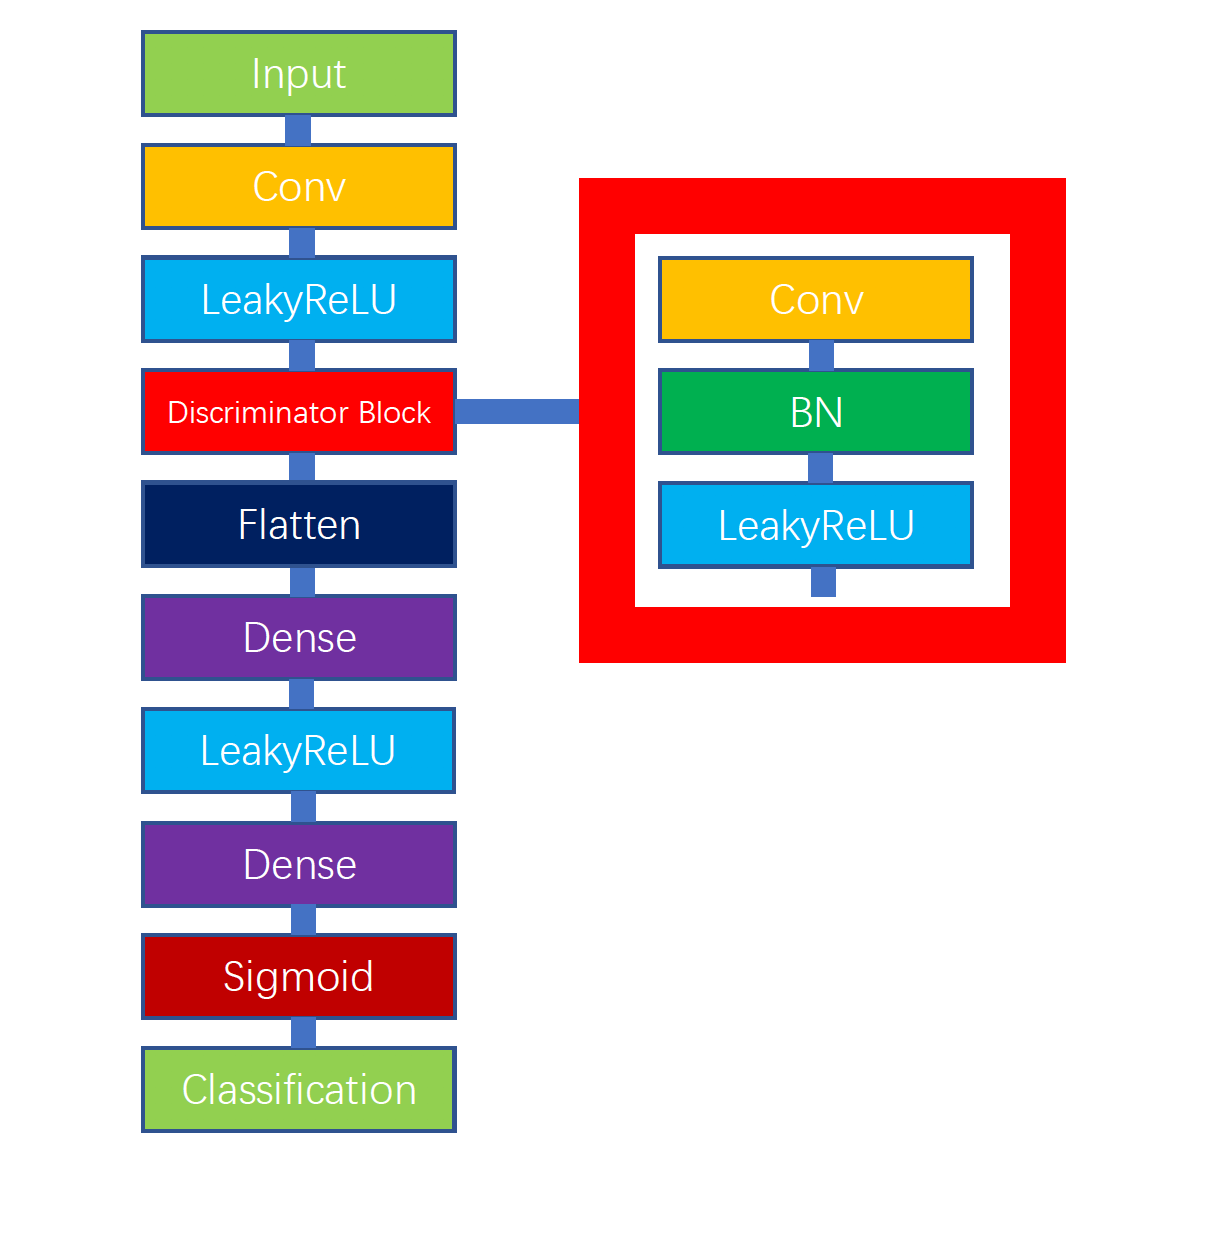 Input
Conv
LeakyReLU
Discriminator Block
Flatten
Dense
LeakyReLU
Dense
Sigmoid
Classification
Conv
BN
LeakyReLU